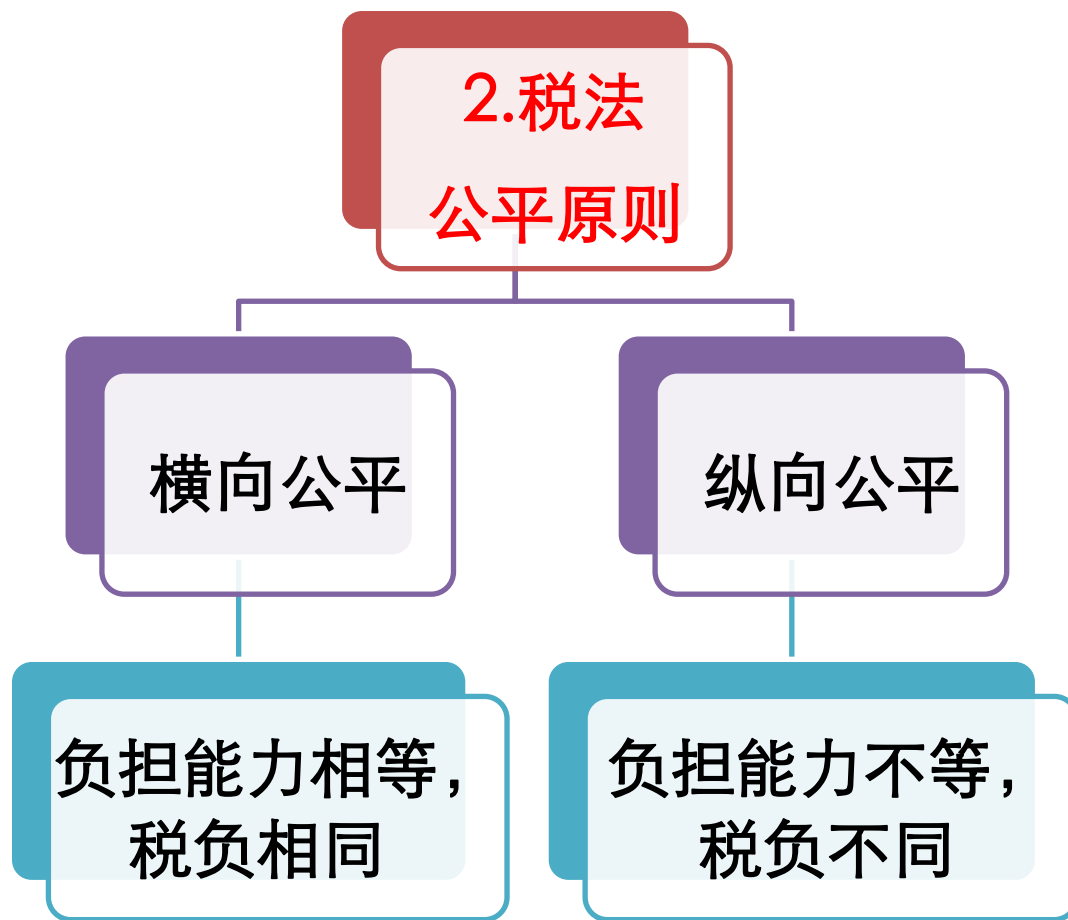 2.税法
公平原则
横向公平
纵向公平
负担能力相等，
税负相同
负担能力不等，
税负不同